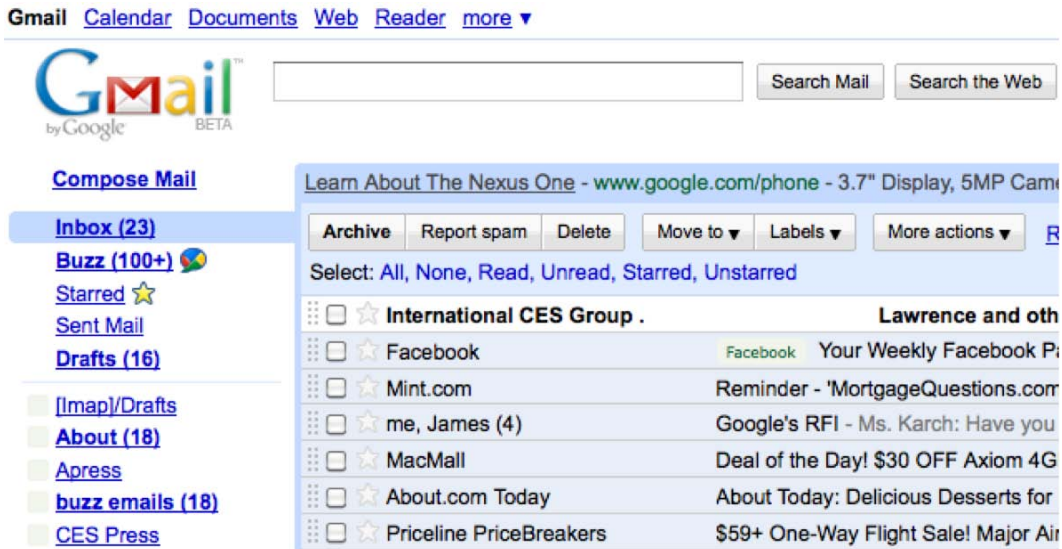 Gmail Calendar Documents Web Reader more ▼
Gmail™
by Google BETA
Search Mail Search the Web
Compose Mail
Learn About The Nexus One - www.google.com/phone - 3.7" Display, 5MP Came
Inbox (23)
Archive Report spam Delete Move to ▼ Labels ▼ More actions ▼ R
Buzz (100+)
Select: All, None, Read, Unread, Starred, Unstarred
Starred
Sent Mail
Drafts (16)
International CES Group . Lawrence and oth
Facebook Facebook Your Weekly Facebook Pa
Mint.com Reminder - 'MortgageQuestions.com
me, James (4) Google's RFI - Ms. Karch: Have you
MacMall Deal of the Day! $30 OFF Axiom 4G
About.com Today About Today: Delicious Desserts for
Priceline PriceBreakers $59+ One-Way Flight Sale! Major Air
[Imap]/Drafts
About (18)
Apress
buzz emails (18)
CES Press